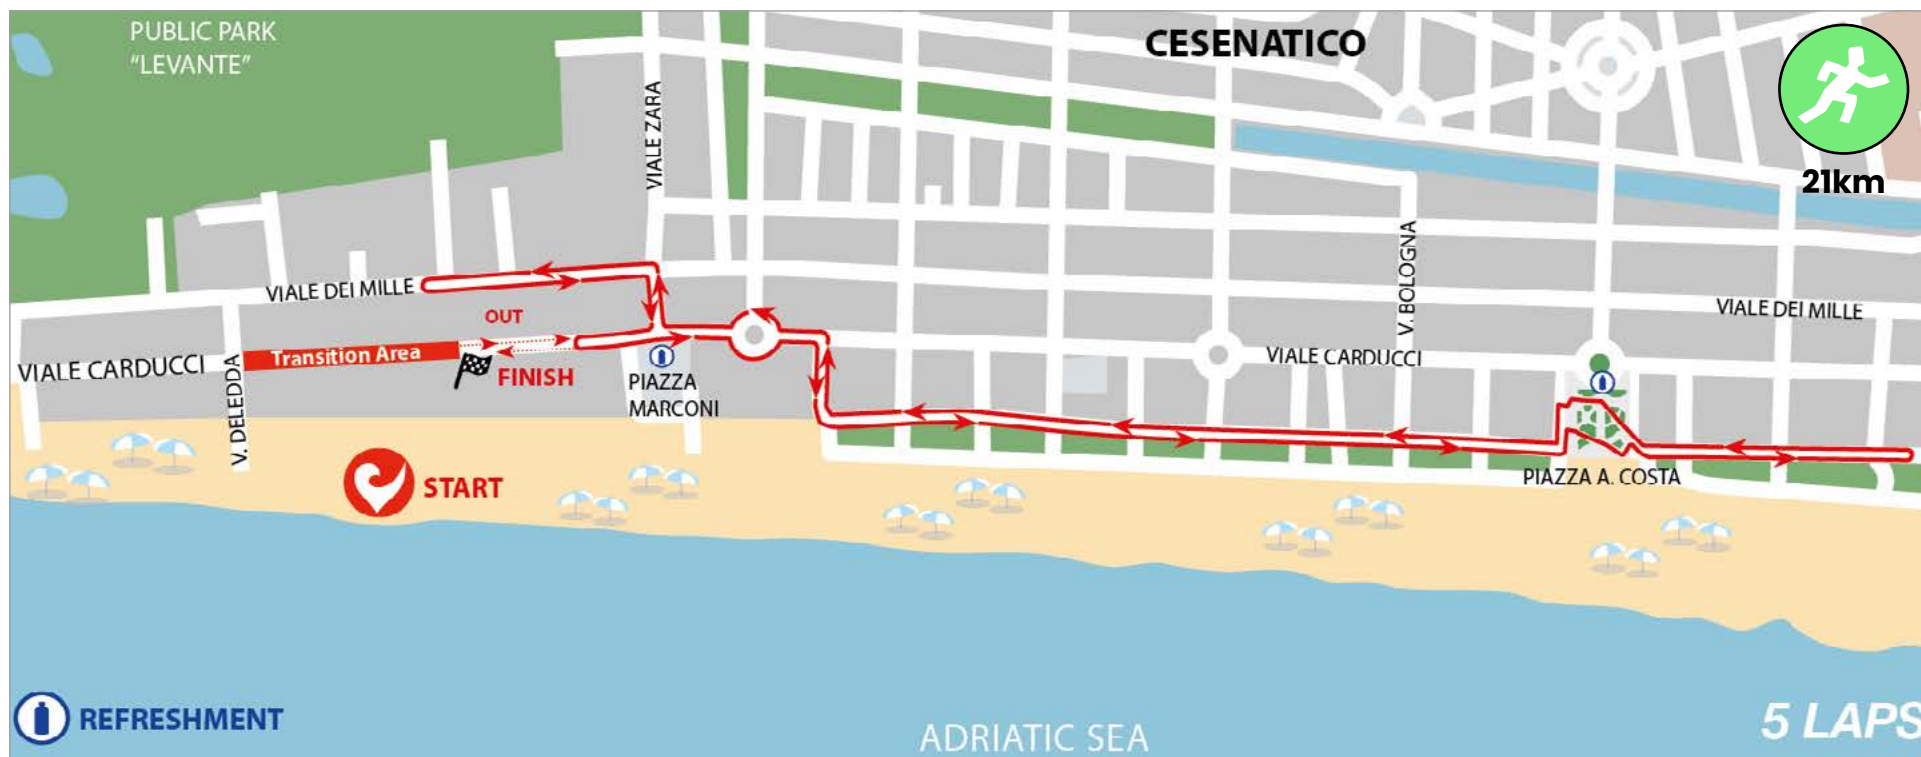 PUBLIC PARK
“LEVANTE”
CESENATICO
21km
VIALE ZARA
V. BOLOGNA
VIALE DEI MILLE
VIALE DEI MILLE
OUT
Transition Area
VIALE CARDUCCI
FINISH
VIALE CARDUCCI
V. DELEDDA
PIAZZA
MARCONI
START
PIAZZA A. COSTA
REFRESHMENT
ADRIATIC SEA
5 LAPS